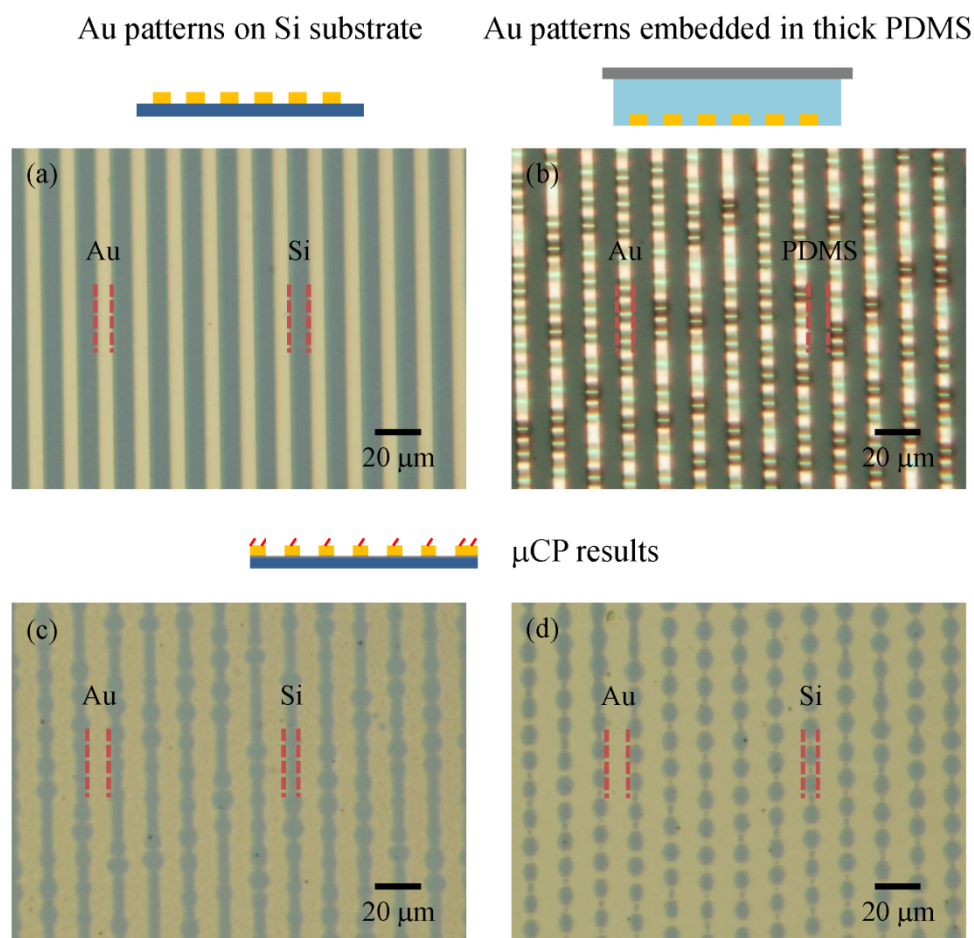 Au patterns on Si substrate
Au patterns embedded in thick PDMS
(a)
Au
Si
20 μm
(b)
Au
PDMS
20 μm
μCP results
(c)
Au
Si
20 μm
(d)
Au
Si
20 μm